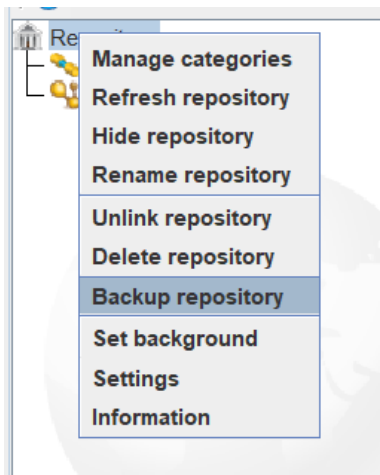 Manage categories
Refresh repository
Hide repository
Rename repository
Unlink repository
Delete repository
Backup repository
Set background
Settings
Information